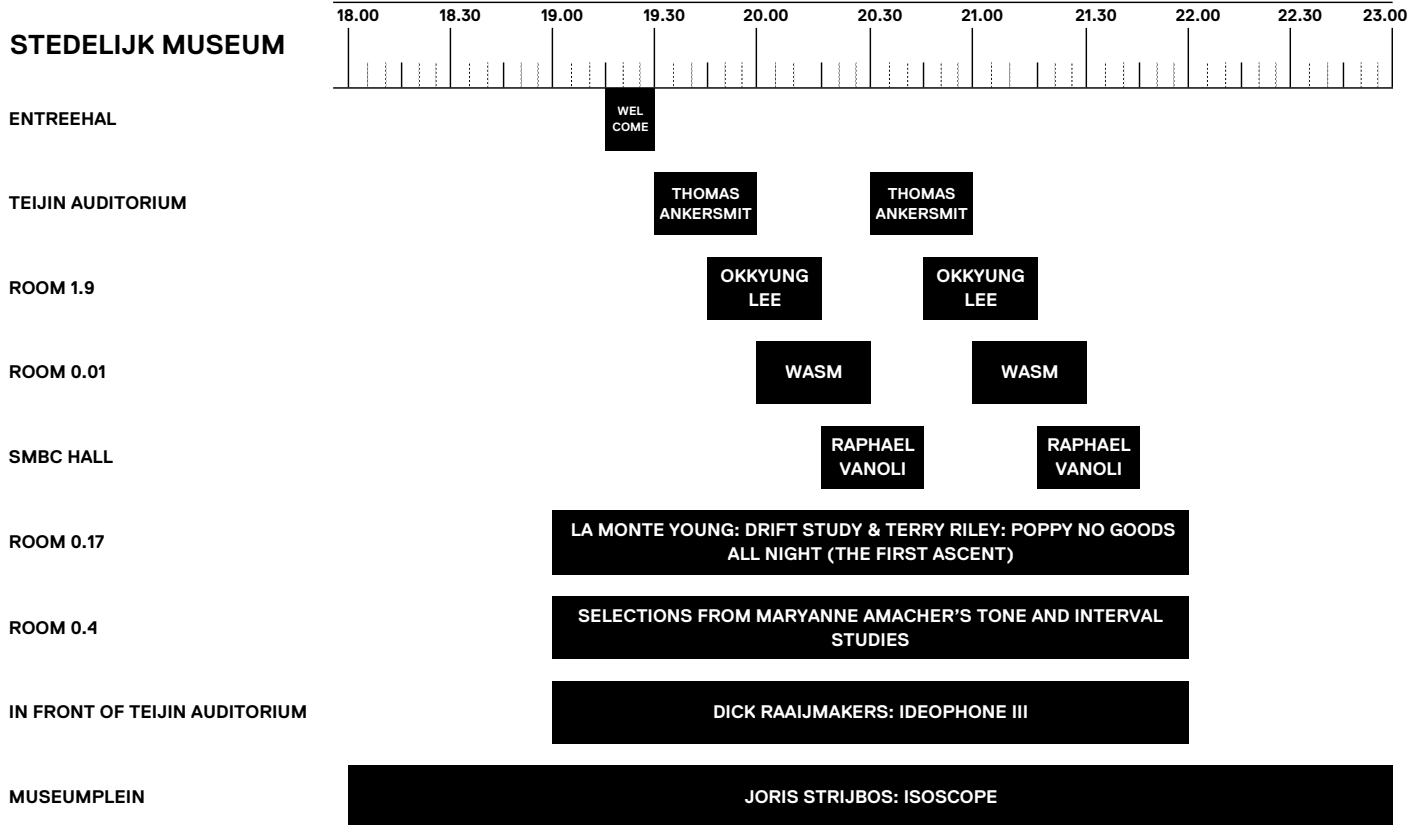 18.00 18.30 19.00 19.30 20.00 20.30 21.00 21.30 22.00 22.30 23.00
STEDELIJK MUSEUM
ENTREEHAL
WEL
COME
TEIJIN AUDITORIUM
THOMAS
ANKERSMIT
THOMAS
ANKERSMIT
ROOM 1.9
OKKYUNG
LEE
OKKYUNG
LEE
ROOM 0.01
WASM
WASM
SMBC HALL
RAPHAEL
VANOLI
RAPHAEL
VANOLI
ROOM 0.17
LA MONTE YOUNG: DRIFT STUDY & TERRY RILEY: POPPY NO GOODS
ALL NIGHT (THE FIRST ASCENT)
ROOM 0.4
SELECTIONS FROM MARYANNE AMACHER’S TONE AND INTERVAL
STUDIES
IN FRONT OF TEIJIN AUDITORIUM
DICK RAAIJMAKERS: IDEOPHONE III
MUSEUMPLEIN
JORIS STRIJBOS: ISOSCOPE